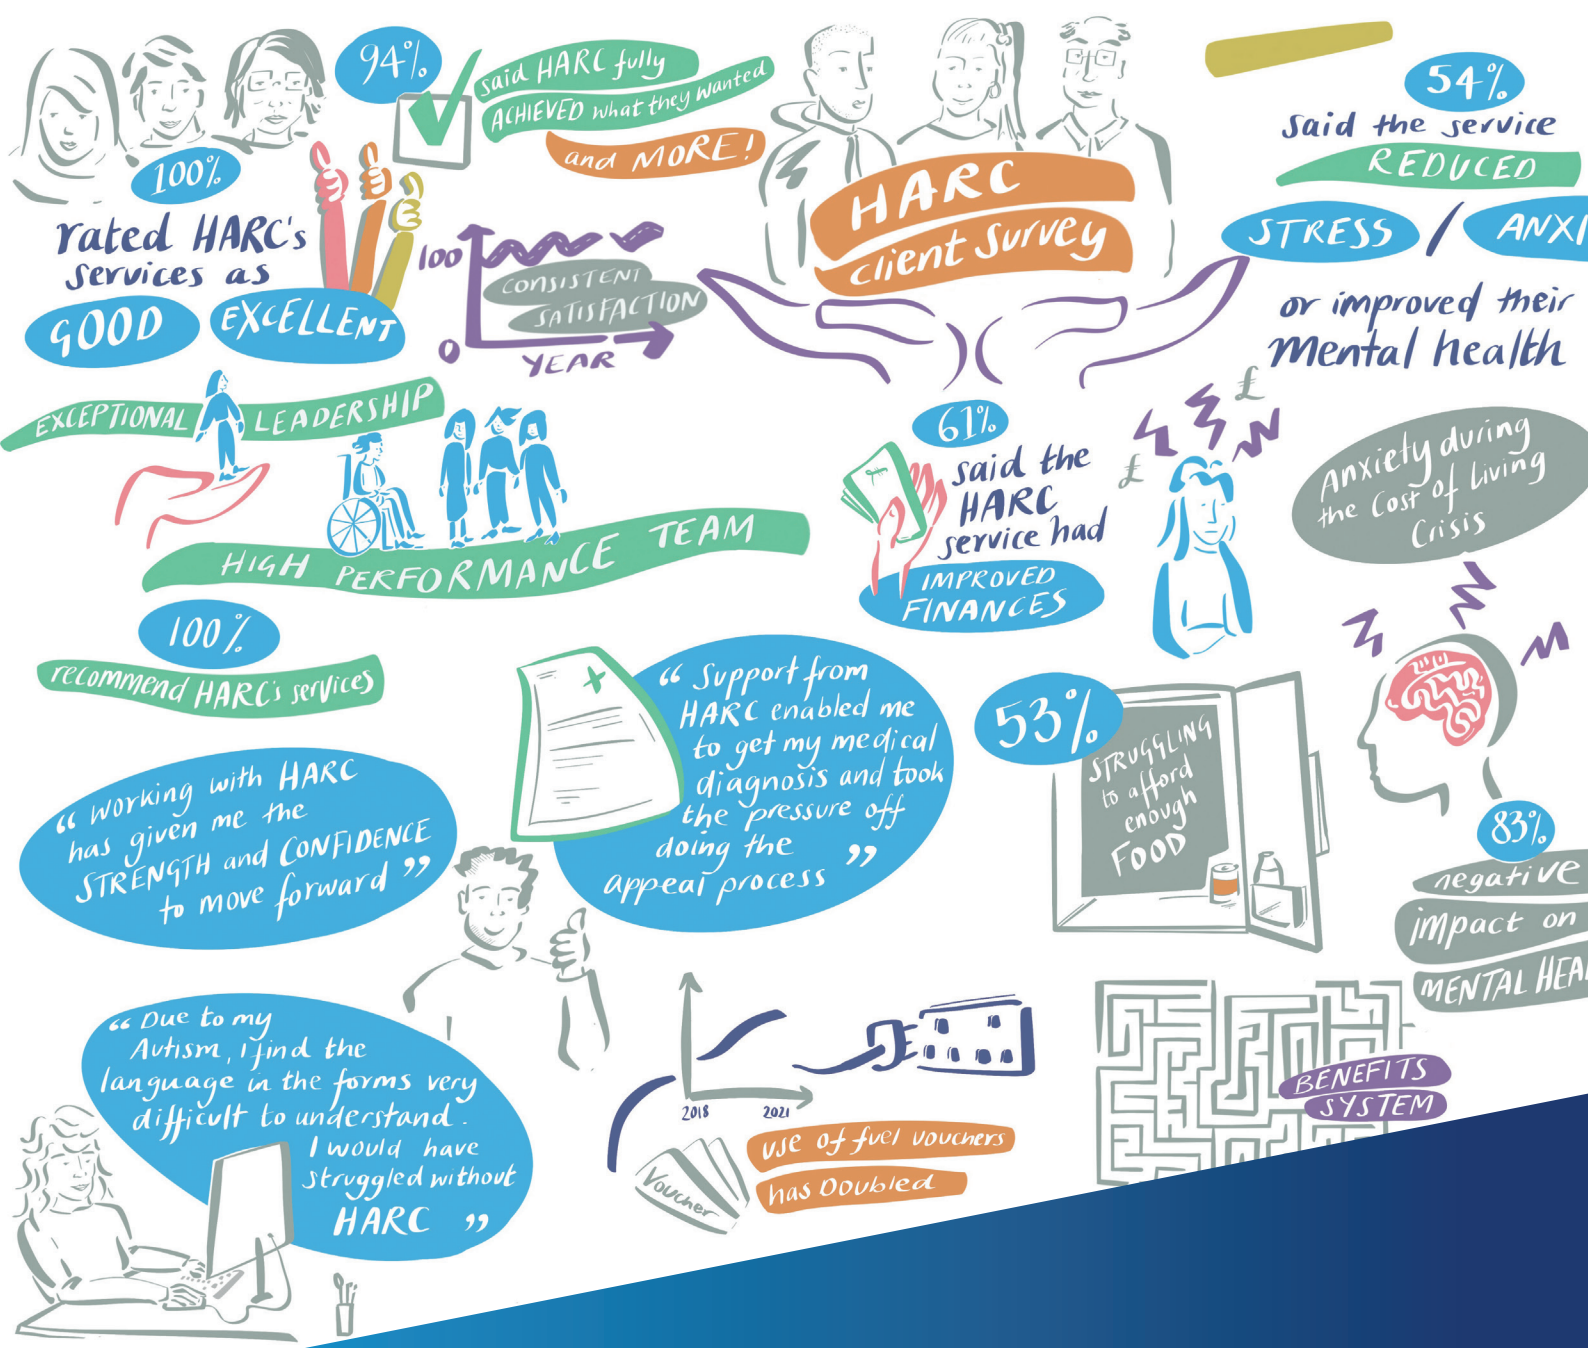 94%
said HARC fully
ACHIEVED what they wanted
and MORE!
100%
rated HARC's
services as
GOOD
EXCELLENT
100
CONSISTENT
SATISFACTION
0
YEAR
HARC
client Survey
54%
said the service
REDUCED
STRESS / ANXI
or improved their
mental health
EXCEPTIONAL LEADERSHIP
HIGH PERFORMANCE TEAM
100%
recommend HARC's services
61%
said the
HARC
service had
IMPROVED
FINANCES
£
£
Anxiety during
the Cost of Living
Crisis
“ Working with HARC
has given me the
STRENGTH and CONFIDENCE
to move forward ”
“ Support from
HARC enabled me
to get my medical
diagnosis and took
the pressure off
doing the
appeal process ”
53%
STRUGGLING
to afford
enough
FOOD
83%
negative
impact on
MENTAL HEA
“ Due to my
Autism, I find the
language in the forms very
difficult to understand.
I would have
struggled without
HARC ”
2018 2021
Voucher
use of fuel vouchers
has Doubled
BENEFITS
SYSTEM